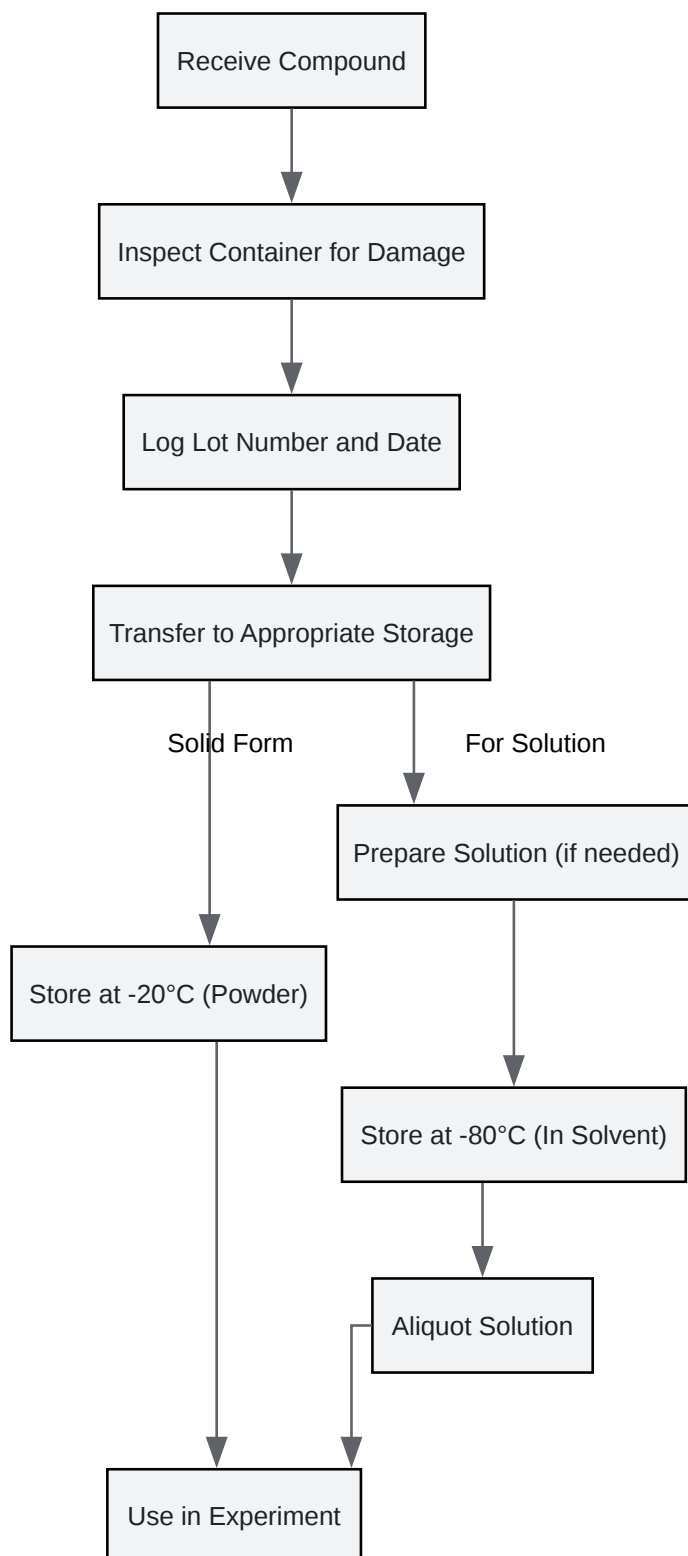 Receive Compound
Inspect Container for Damage
Log Lot Number and Date
Transfer to Appropriate Storage
Solid Form
For Solution
Prepare Solution (if needed)
Store at -20°C (Powder)
Store at -80°C (In Solvent)
Aliquot Solution
Use in Experiment